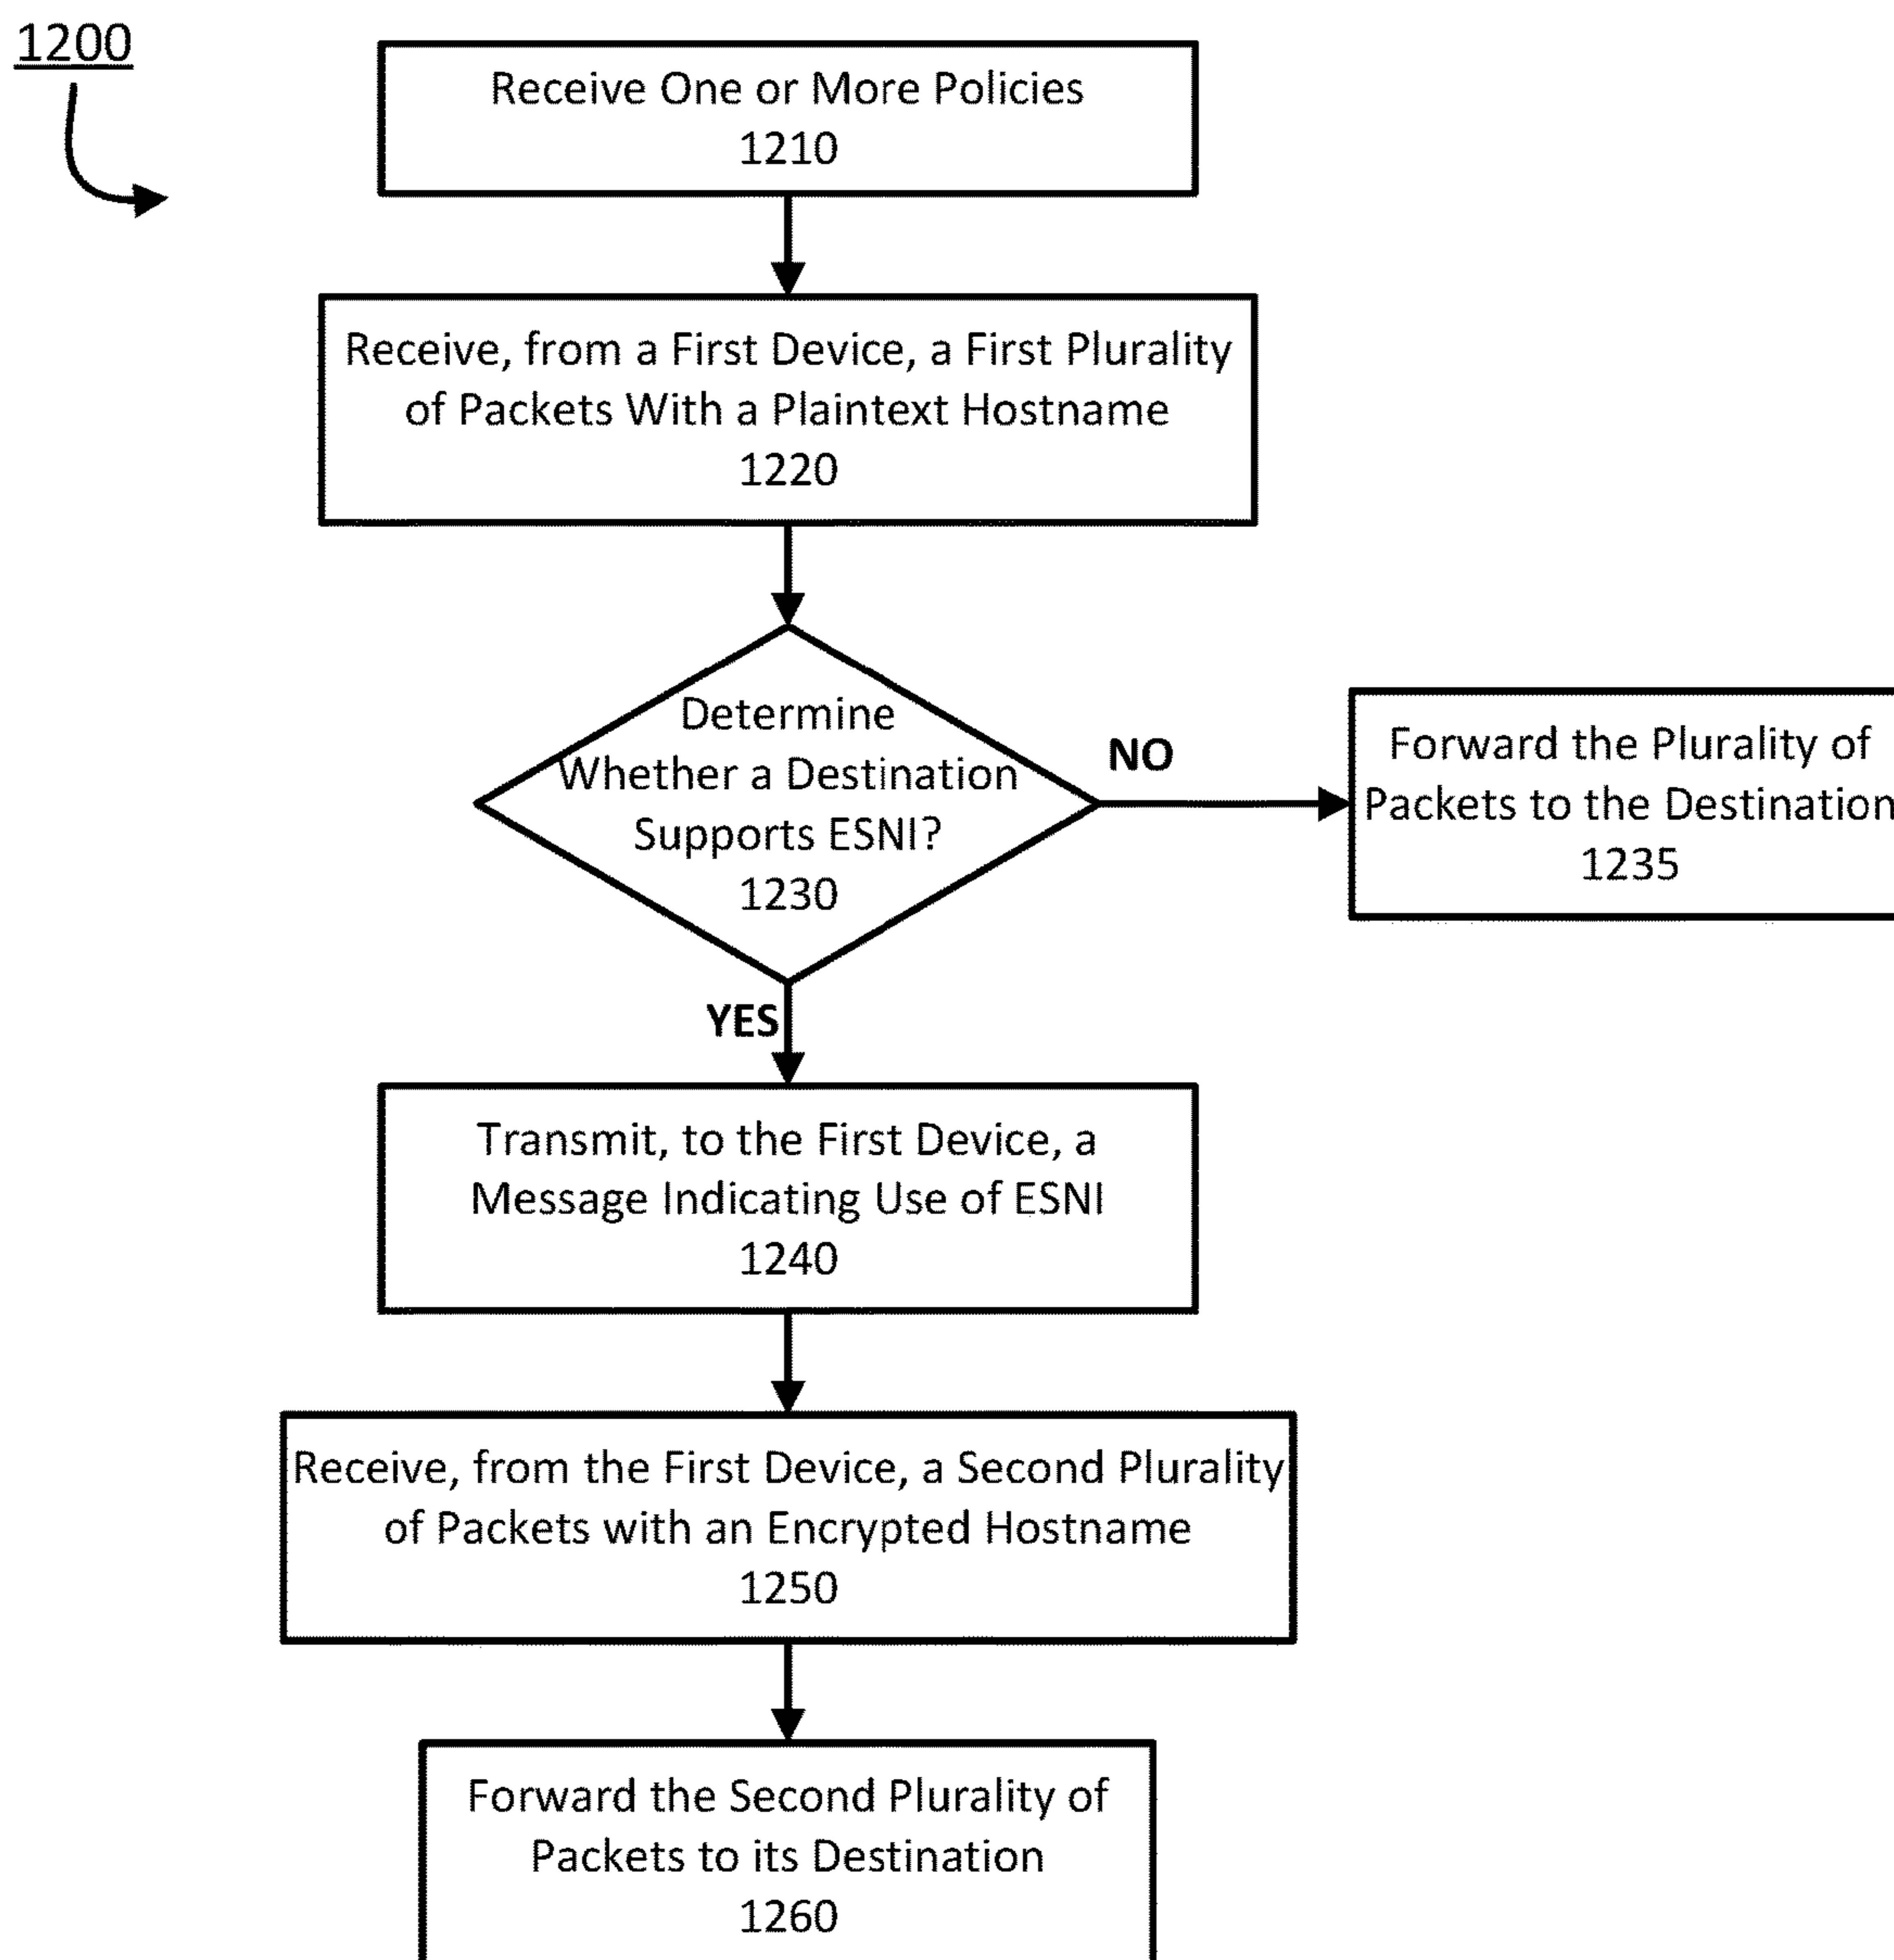 1200
Receive One or More Policies
1210
Receive, from a First Device, a First Plurality
of Packets With a Plaintext Hostname
1220
Determine
Whether a Destination
Supports ESNI?
1230
NO
Forward the Plurality of
Packets to the Destination
1235
YES
Transmit, to the First Device, a
Message Indicating Use of ESNI
1240
Receive, from the First Device, a Second Plurality
of Packets with an Encrypted Hostname
1250
Forward the Second Plurality of
Packets to its Destination
1260